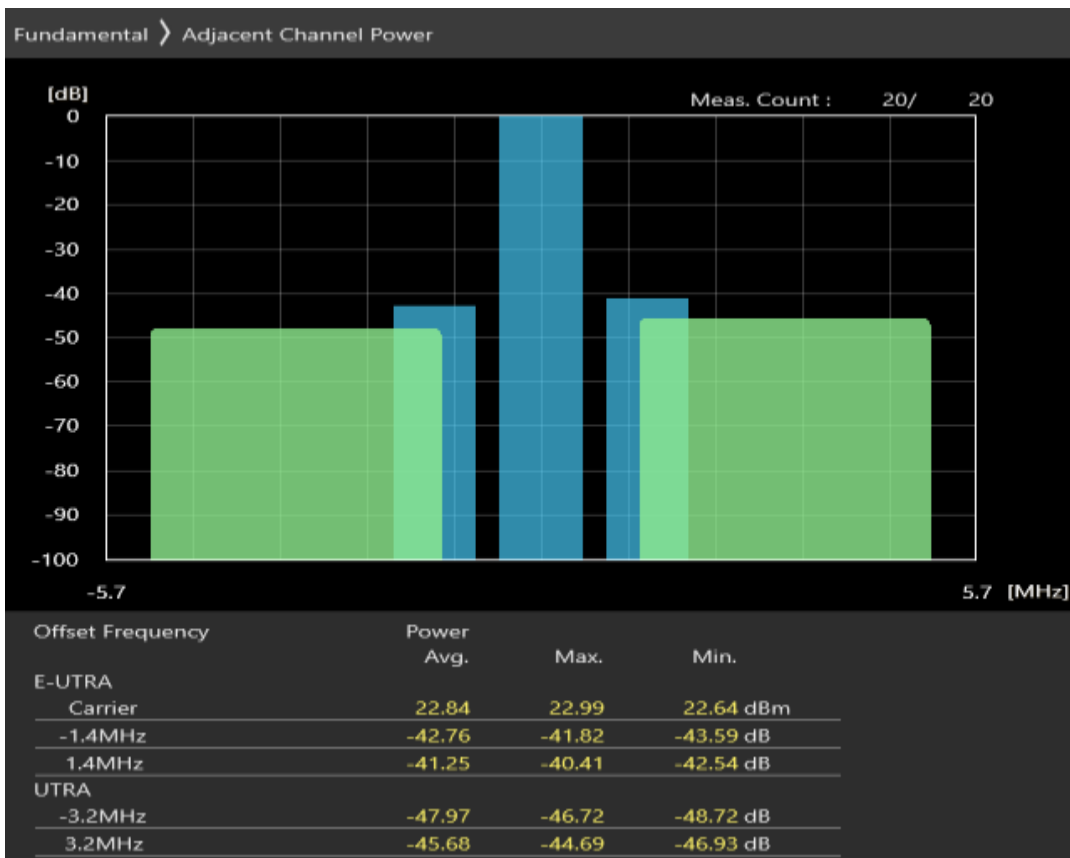 Fundamental 〉 Adjacent Channel Power
[dB]
Meas. Count : 20/ 20
0
-10
-20
-30
-40
-50
-60
-70
-80
-90
-100
-5.7 5.7 [MHz]
Offset Frequency Power
Avg. Max. Min.
E-UTRA
Carrier 22.84 22.99 22.64 dBm
-1.4MHz -42.76 -41.82 -43.59 dB
1.4MHz -41.25 -40.41 -42.54 dB
UTRA
-3.2MHz -47.97 -46.72 -48.72 dB
3.2MHz -45.68 -44.69 -46.93 dB